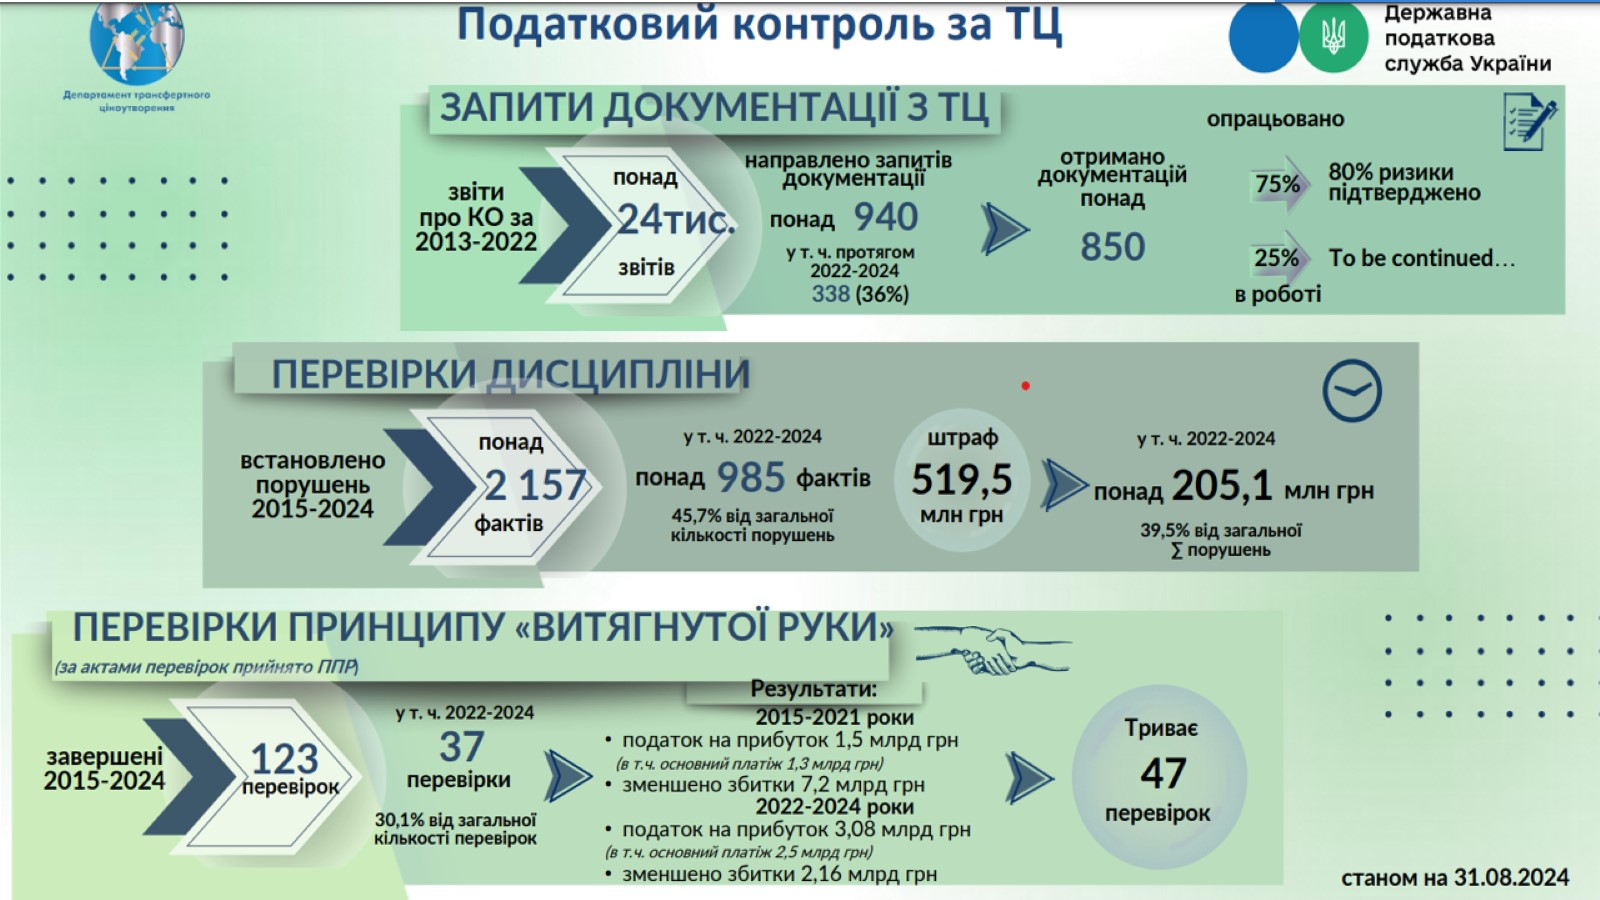 Департамент трансфертного
ціноутворення
Податковий контроль за ТЦ
Державна
податкова
служба України
ЗАПИТИ ДОКУМЕНТАЦІЇ З ТЦ
звіти
про КО за
2013-2022
понад
24тис.
звітів
направлено запитів
документації
понад 940
у т. ч. протягом
2022-2024
338 (36%)
отримано
документацій
понад
850
опрацьовано
75%
80% ризики
підтверджено
25%
To be continued...
в роботі
ПЕРЕВІРКИ ДИСЦИПЛІНИ
встановлено
порушень
2015-2024
понад
2 157
фактів
у т. ч. 2022-2024
понад 985 фактів
45,7% від загальної
кількості порушень
штраф
519,5
млн грн
у т. ч. 2022-2024
понад 205,1 млн грн
39,5% від загальної
∑ порушень
ПЕРЕВІРКИ ПРИНЦИПУ «ВИТЯГНУТОЇ РУКИ»
(за актами перевірок прийнято ППР)
завершені
2015-2024
123
перевірок
у т. ч. 2022-2024
37
перевірки
30,1% від загальної
кількості перевірок
Результати:
2015-2021 роки
• податок на прибуток 1,5 млрд грн
(в т.ч. основний платіж 1,3 млрд грн)
• зменшено збитки 7,2 млрд грн
2022-2024 роки
• податок на прибуток 3,08 млрд грн
(в т.ч. основний платіж 2,5 млрд грн)
• зменшено збитки 2,16 млрд грн
Триває
47
перевірок
станом на 31.08.2024